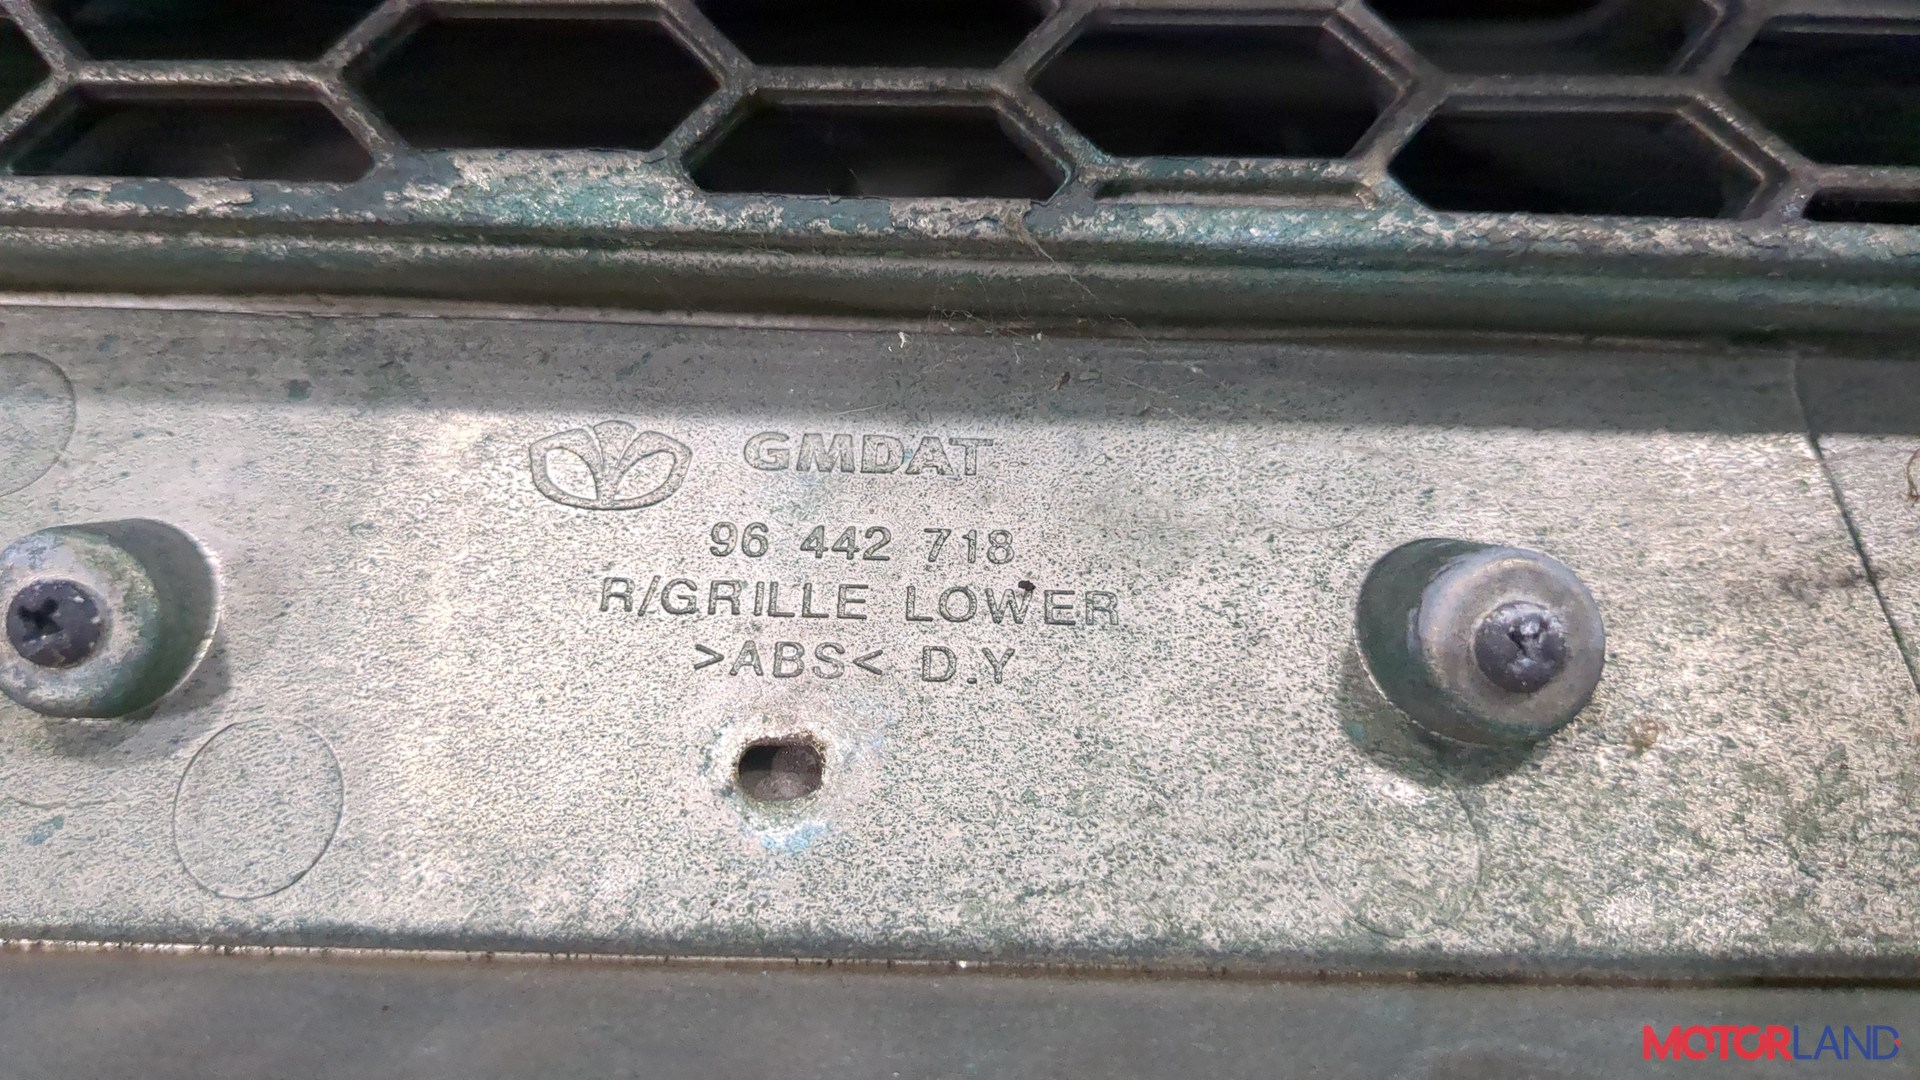 GMDAT
96 442 718
R/GRILLE LOWER
>ABS< D.Y
MOTORLAND